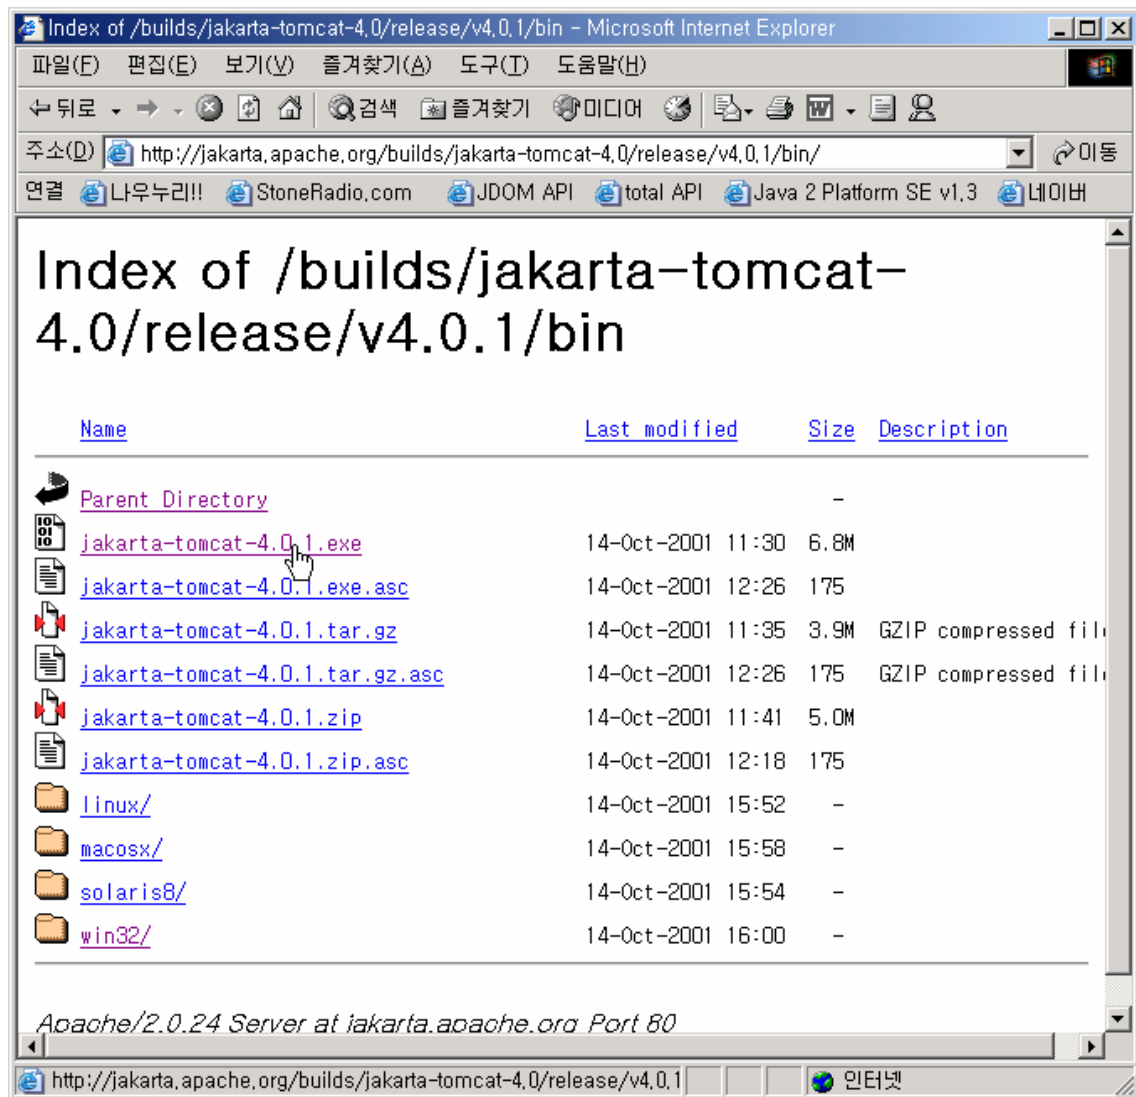 Index of /builds/jakarta-tomcat-4.0/release/v4.0.1/bin - Microsoft Internet Explorer
파일(F) 편집(E) 보기(V) 즐겨찾기(A) 도구(T) 도움말(H)
뒤로 검색 즐겨찾기 미디어
주소(D) http://jakarta.apache.org/builds/jakarta-tomcat-4.0/release/v4.0.1/bin/ 이동
연결 나우누리!! StoneRadio.com JDOM API total API Java 2 Platform SE v1.3 네이버
Index of /builds/jakarta-tomcat-
4.0/release/v4.0.1/bin
Name Last modified Size Description
Parent Directory -
jakarta-tomcat-4.0.1.exe 14-Oct-2001 11:30 6.8M
jakarta-tomcat-4.0.1.exe.asc 14-Oct-2001 12:26 175
jakarta-tomcat-4.0.1.tar.gz 14-Oct-2001 11:35 3.9M GZIP compressed file
jakarta-tomcat-4.0.1.tar.gz.asc 14-Oct-2001 12:26 175 GZIP compressed file
jakarta-tomcat-4.0.1.zip 14-Oct-2001 11:41 5.0M
jakarta-tomcat-4.0.1.zip.asc 14-Oct-2001 12:18 175
linux/ 14-Oct-2001 15:52 -
macosx/ 14-Oct-2001 15:58 -
solaris8/ 14-Oct-2001 15:54 -
win32/ 14-Oct-2001 16:00 -
Apache/2.0.24 Server at jakarta.apache.org Port 80
http://jakarta.apache.org/builds/jakarta-tomcat-4.0/release/v4.0.1 인터넷